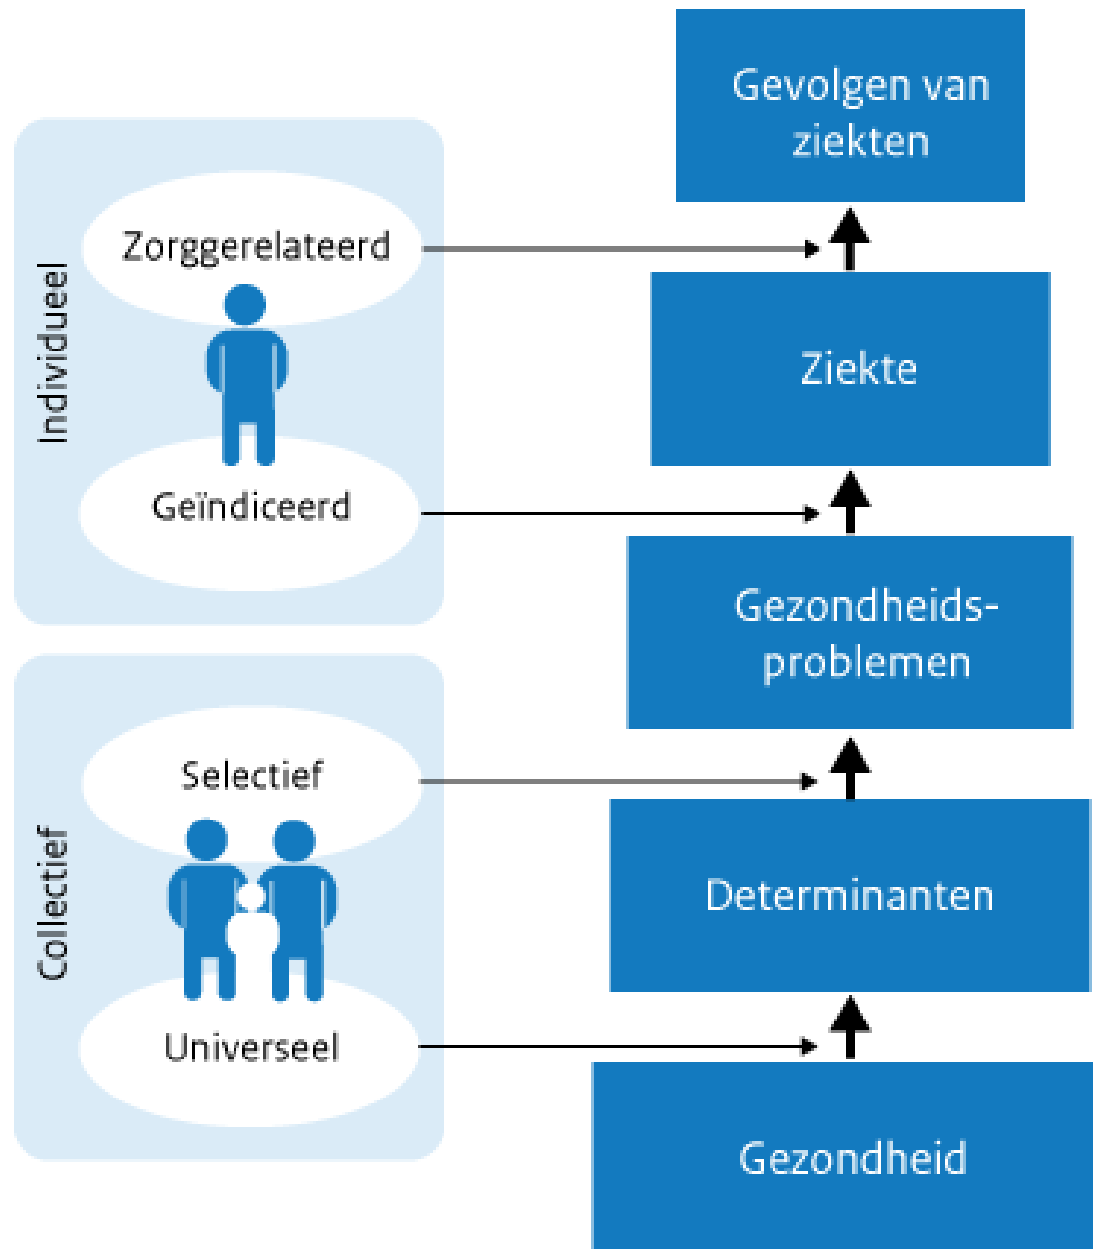 Individueel
Zorggerelateerd
Geïndiceerd
Collectief
Selectief
Universeel
Gevolgen van
ziekten
Ziekte
Gezondheids-
problemen
Determinanten
Gezondheid